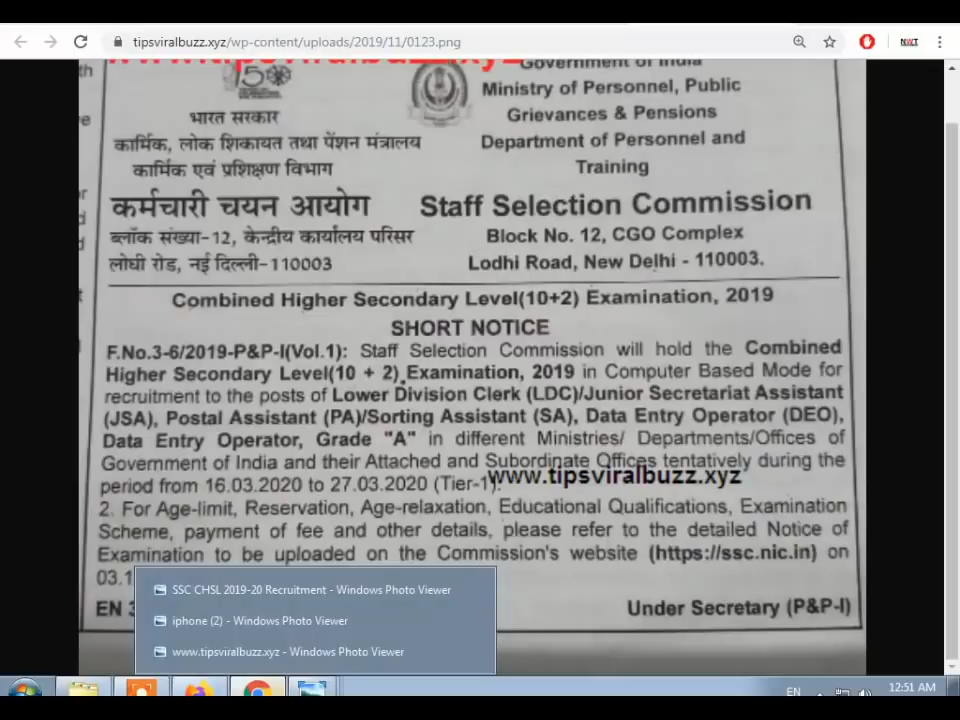 tipsviralbuzz.xyz/wp-content/uploads/2019/11/0123.png
NWT
www.tipsviralbuzz.xyz
Government of India
Ministry of Personnel, Public
Grievances & Pensions
Department of Personnel and
Training
भारत सरकार
कार्मिक, लोक शिकायत तथा पेंशन मंत्रालय
कार्मिक एवं प्रशिक्षण विभाग
कर्मचारी चयन आयोग
ब्लॉक संख्या-12, केन्द्रीय कार्यालय परिसर
लोधी रोड, नई दिल्ली-110003
Staff Selection Commission
Block No. 12, CGO Complex
Lodhi Road, New Delhi - 110003.
Combined Higher Secondary Level(10+2) Examination, 2019
SHORT NOTICE
F.No.3-6/2019-P&P-I(Vol.1): Staff Selection Commission will hold the Combined
Higher Secondary Level(10 + 2) Examination, 2019 in Computer Based Mode for
recruitment to the posts of Lower Division Clerk (LDC)/Junior Secretariat Assistant
(JSA), Postal Assistant (PA)/Sorting Assistant (SA), Data Entry Operator (DEO),
Data Entry Operator, Grade "A" in different Ministries/ Departments/Offices of
Government of India and their Attached and Subordinate Offices tentatively during the
period from 16.03.2020 to 27.03.2020 (Tier-1).
www.tipsviralbuzz.xyz
2. For Age-limit, Reservation, Age-relaxation, Educational Qualifications, Examination
Scheme, payment of fee and other details, please refer to the detailed Notice of
Examination to be uploaded on the Commission's website (https://ssc.nic.in) on
03.1
EN 3
Under Secretary (P&P-I)
SSC CHSL 2019-20 Recruitment - Windows Photo Viewer
iphone (2) - Windows Photo Viewer
www.tipsviralbuzz.xyz - Windows Photo Viewer
EN
12:51 AM